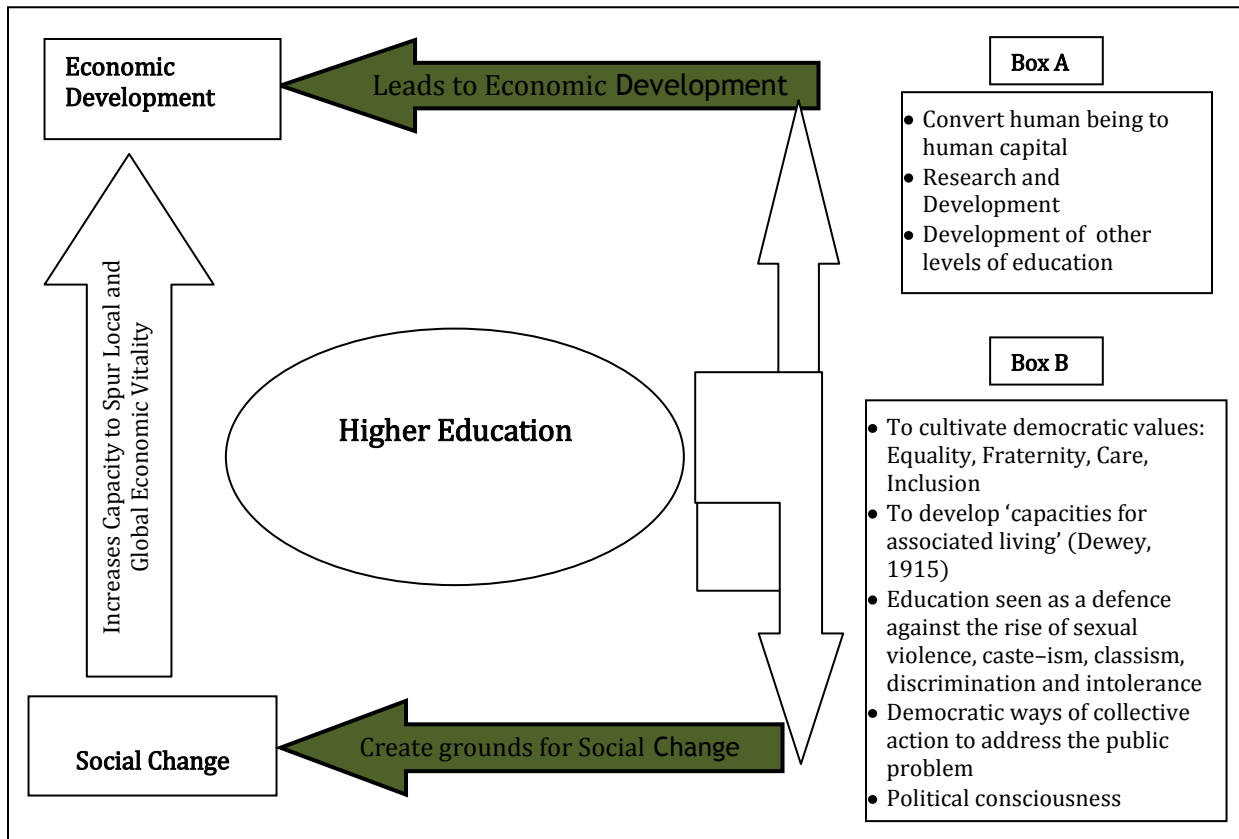 Economic
Development
Leads to Economic Development
Box A
• Convert human being to
human capital
• Research and
Development
• Development of other
levels of education
Increases Capacity to Spur Local and
Global Economic Vitality
Higher Education
Box B
• To cultivate democratic values:
Equality, Fraternity, Care,
Inclusion
• To develop ‘capacities for
associated living’ (Dewey,
1915)
• Education seen as a defence
against the rise of sexual
violence, caste–ism, classism,
discrimination and intolerance
• Democratic ways of collective
action to address the public
problem
• Political consciousness
Social Change
Create grounds for Social Change